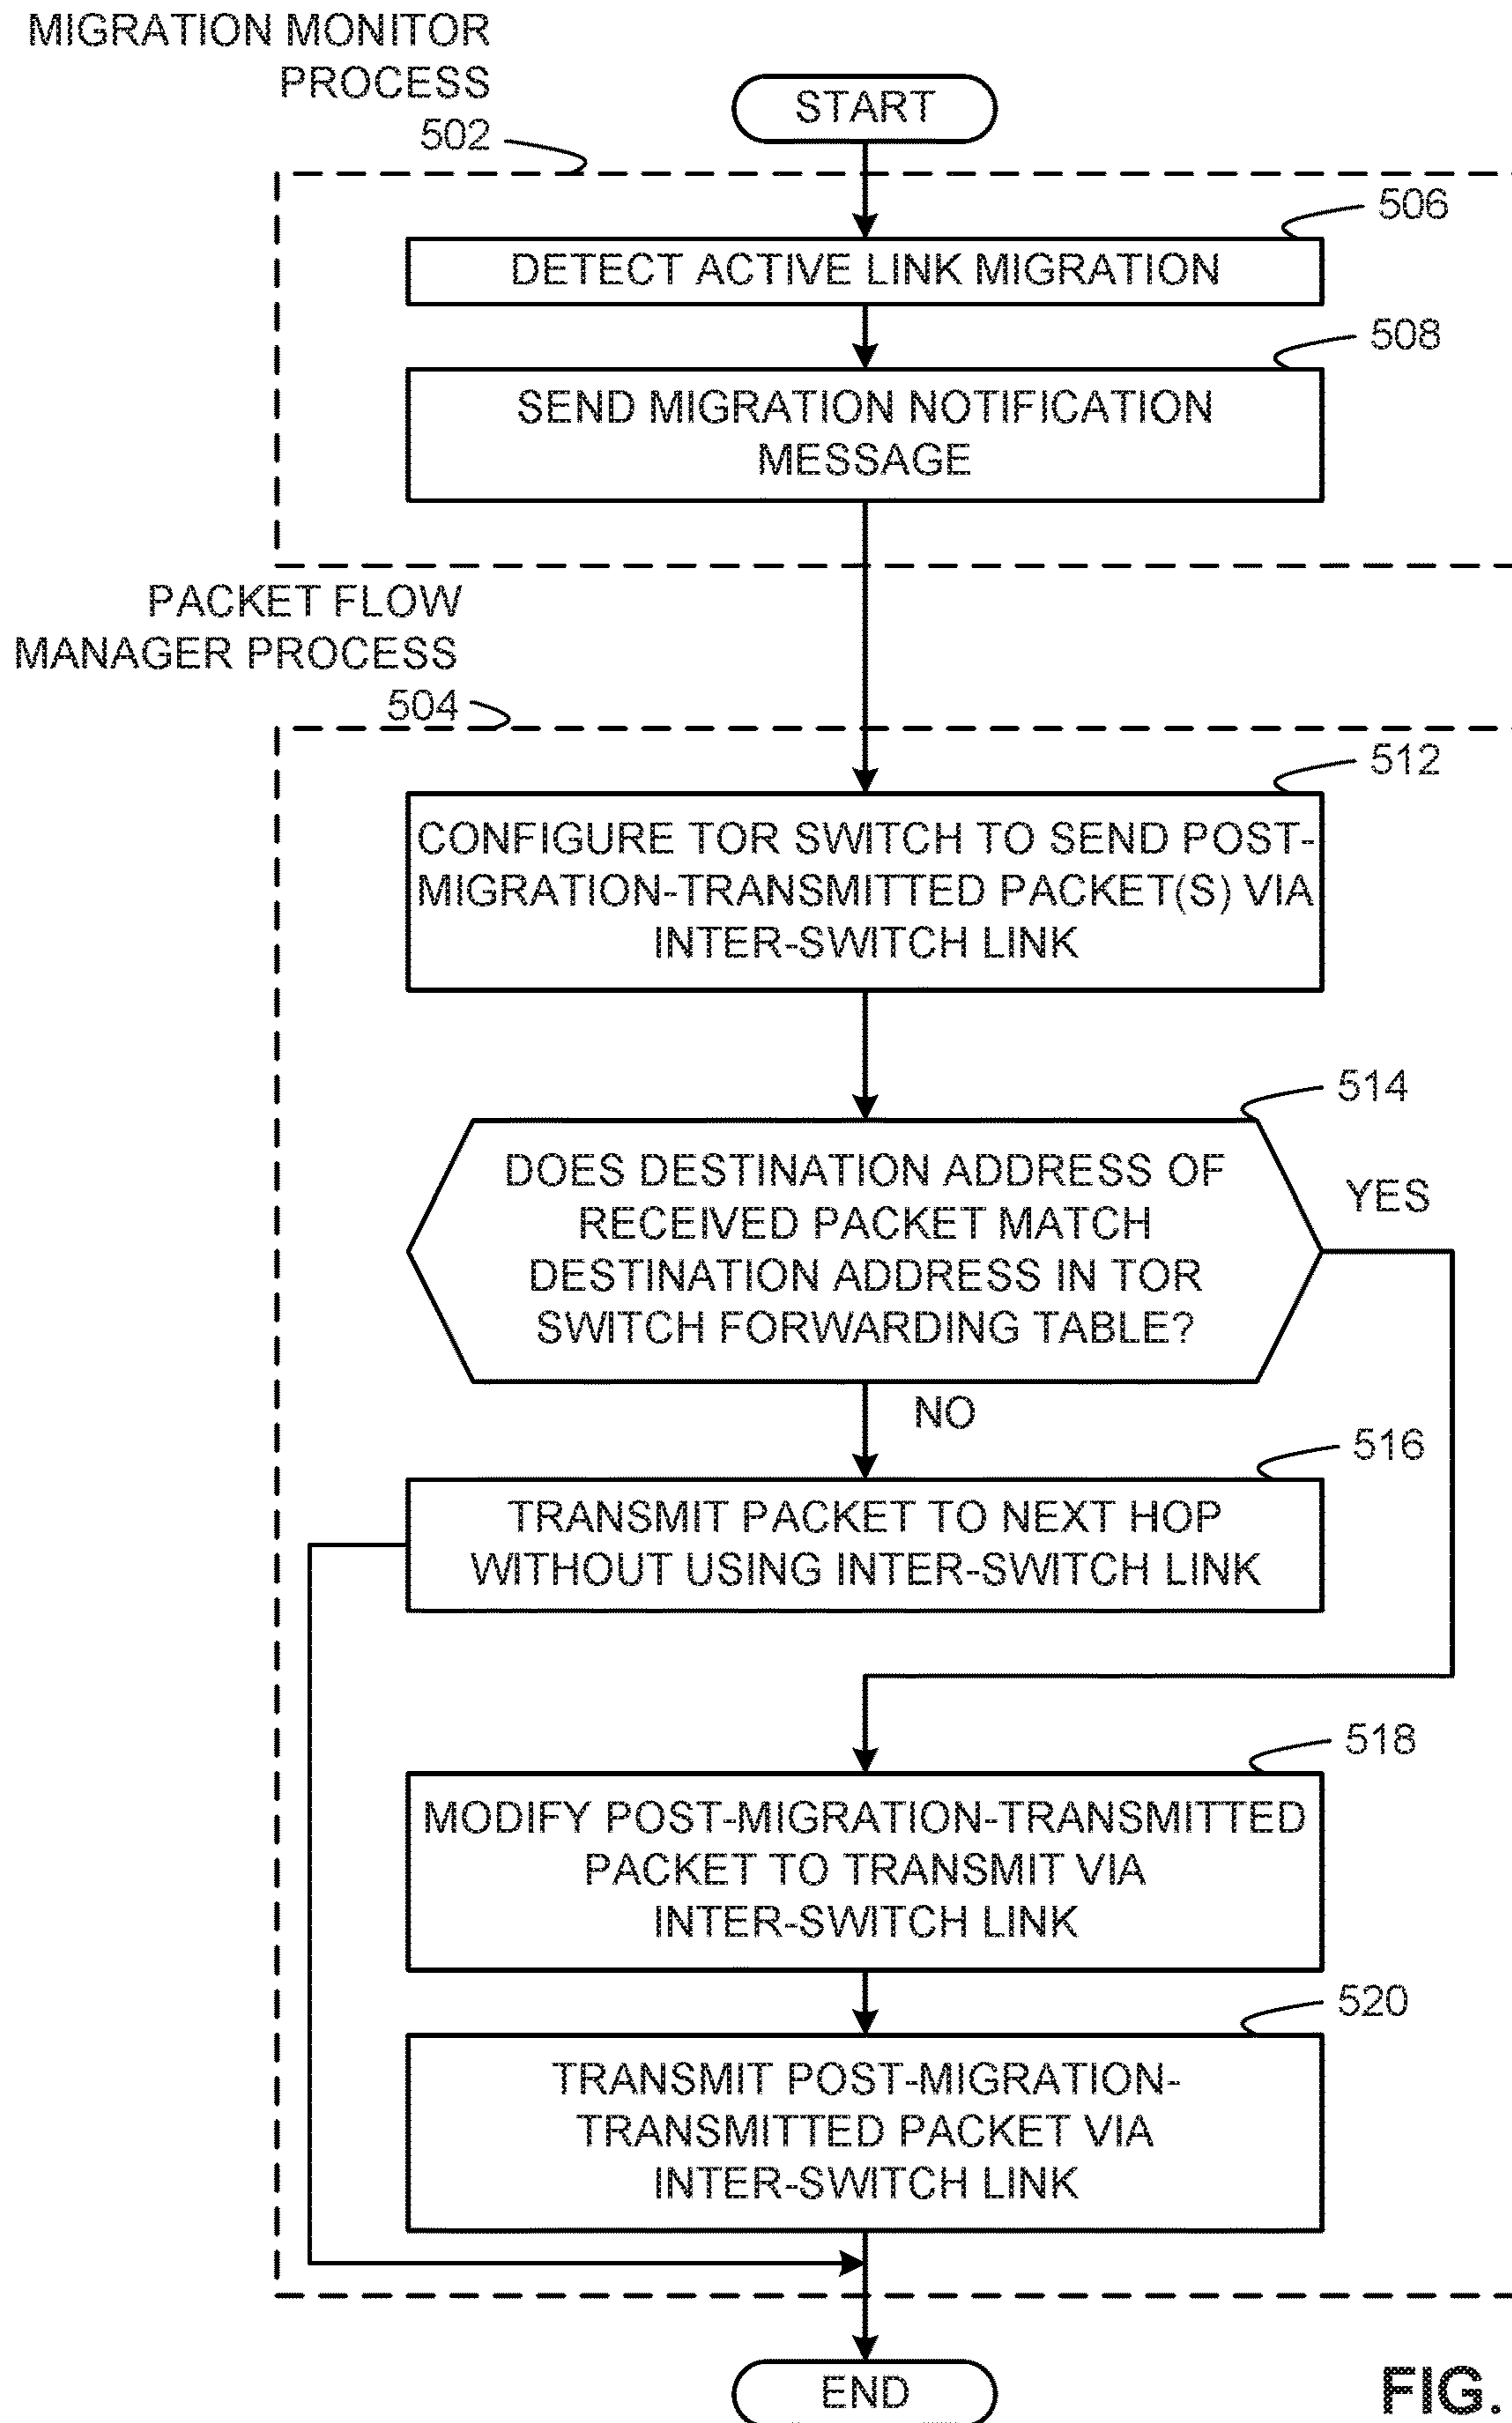 MIGRATION MONITOR
PROCESS
502
START
506
DETECT ACTIVE LINK MIGRATION
508
SEND MIGRATION NOTIFICATION
MESSAGE
PACKET FLOW
MANAGER PROCESS
504
512
CONFIGURE TOR SWITCH TO SEND POST-
MIGRATION-TRANSMITTED PACKET(S) VIA
INTER-SWITCH LINK
514
DOES DESTINATION ADDRESS OF
RECEIVED PACKET MATCH
DESTINATION ADDRESS IN TOR
SWITCH FORWARDING TABLE?
YES
NO
516
TRANSMIT PACKET TO NEXT HOP
WITHOUT USING INTER-SWITCH LINK
518
MODIFY POST-MIGRATION-TRANSMITTED
PACKET TO TRANSMIT VIA
INTER-SWITCH LINK
520
TRANSMIT POST-MIGRATION-
TRANSMITTED PACKET VIA
INTER-SWITCH LINK
END
FIG.